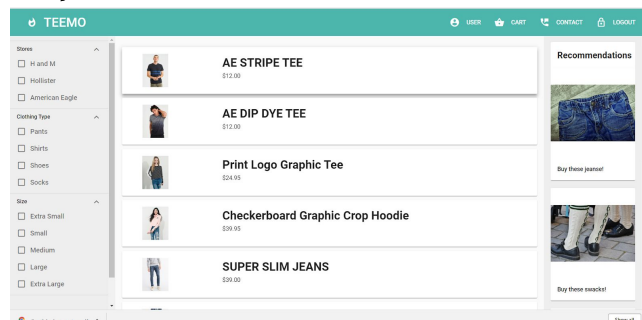 TEEMO
USER
CART
CONTACT
LOGOUT
Stores
H and M
Hollister
American Eagle
Clothing Type
Pants
Shirts
Shoes
Socks
Size
Extra Small
Small
Medium
Large
Extra Large
AE STRIPE TEE
$12.00
AE DIP DYE TEE
$12.00
Print Logo Graphic Tee
$24.95
Checkerboard Graphic Crop Hoodie
$39.95
SUPER SLIM JEANS
$39.00
Recommendations
Buy these jeanse!
Buy these swacks!
Show all